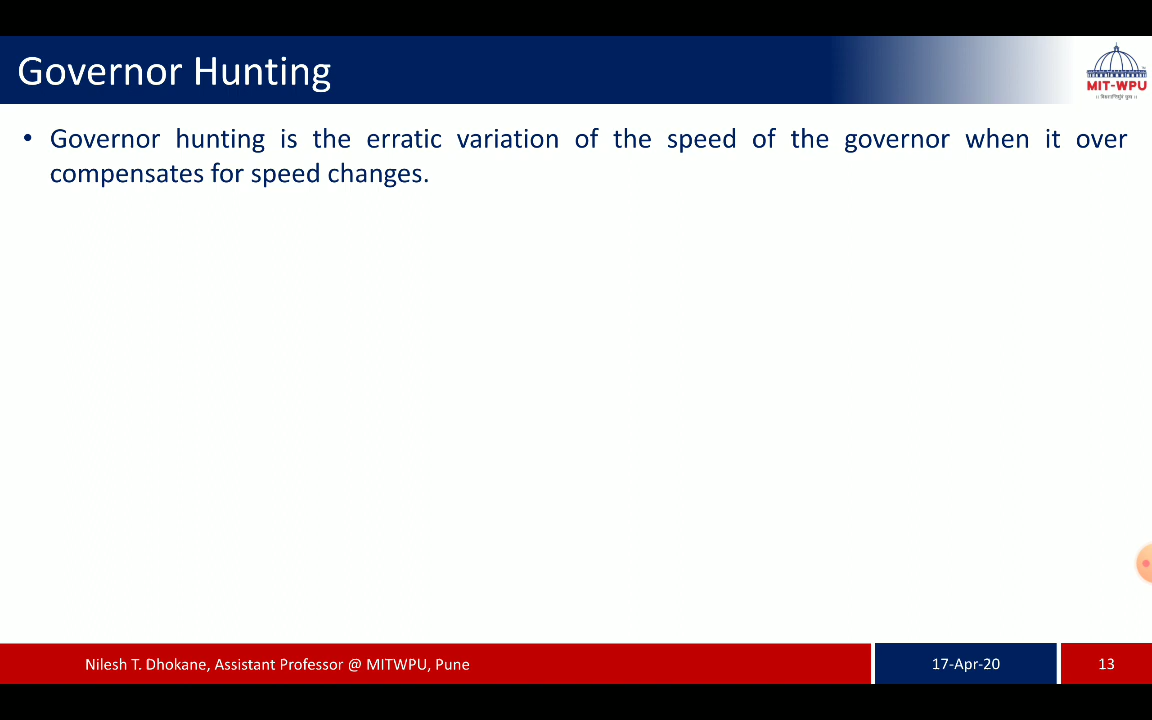 Governor Hunting
MIT-WPU
• Governor hunting is the erratic variation of the speed of the governor when it over
compensates for speed changes.
Nilesh T. Dhokane, Assistant Professor @ MITWPU, Pune
17-Apr-20
13